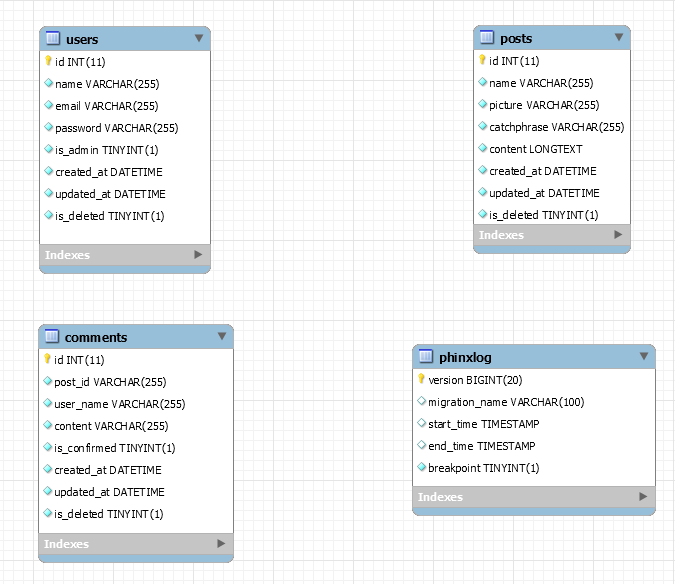 users
id INT(11)
name VARCHAR(255)
email VARCHAR(255)
password VARCHAR(255)
is_admin TINYINT(1)
created_at DATETIME
updated_at DATETIME
is_deleted TINYINT(1)
Indexes
posts
id INT(11)
name VARCHAR(255)
picture VARCHAR(255)
catchphrase VARCHAR(255)
content LONGTEXT
created_at DATETIME
updated_at DATETIME
is_deleted TINYINT(1)
Indexes
comments
id INT(11)
post_id VARCHAR(255)
user_name VARCHAR(255)
content VARCHAR(255)
is_confirmed TINYINT(1)
created_at DATETIME
updated_at DATETIME
is_deleted TINYINT(1)
Indexes
phinxlog
version BIGINT(20)
migration_name VARCHAR(100)
start_time TIMESTAMP
end_time TIMESTAMP
breakpoint TINYINT(1)
Indexes